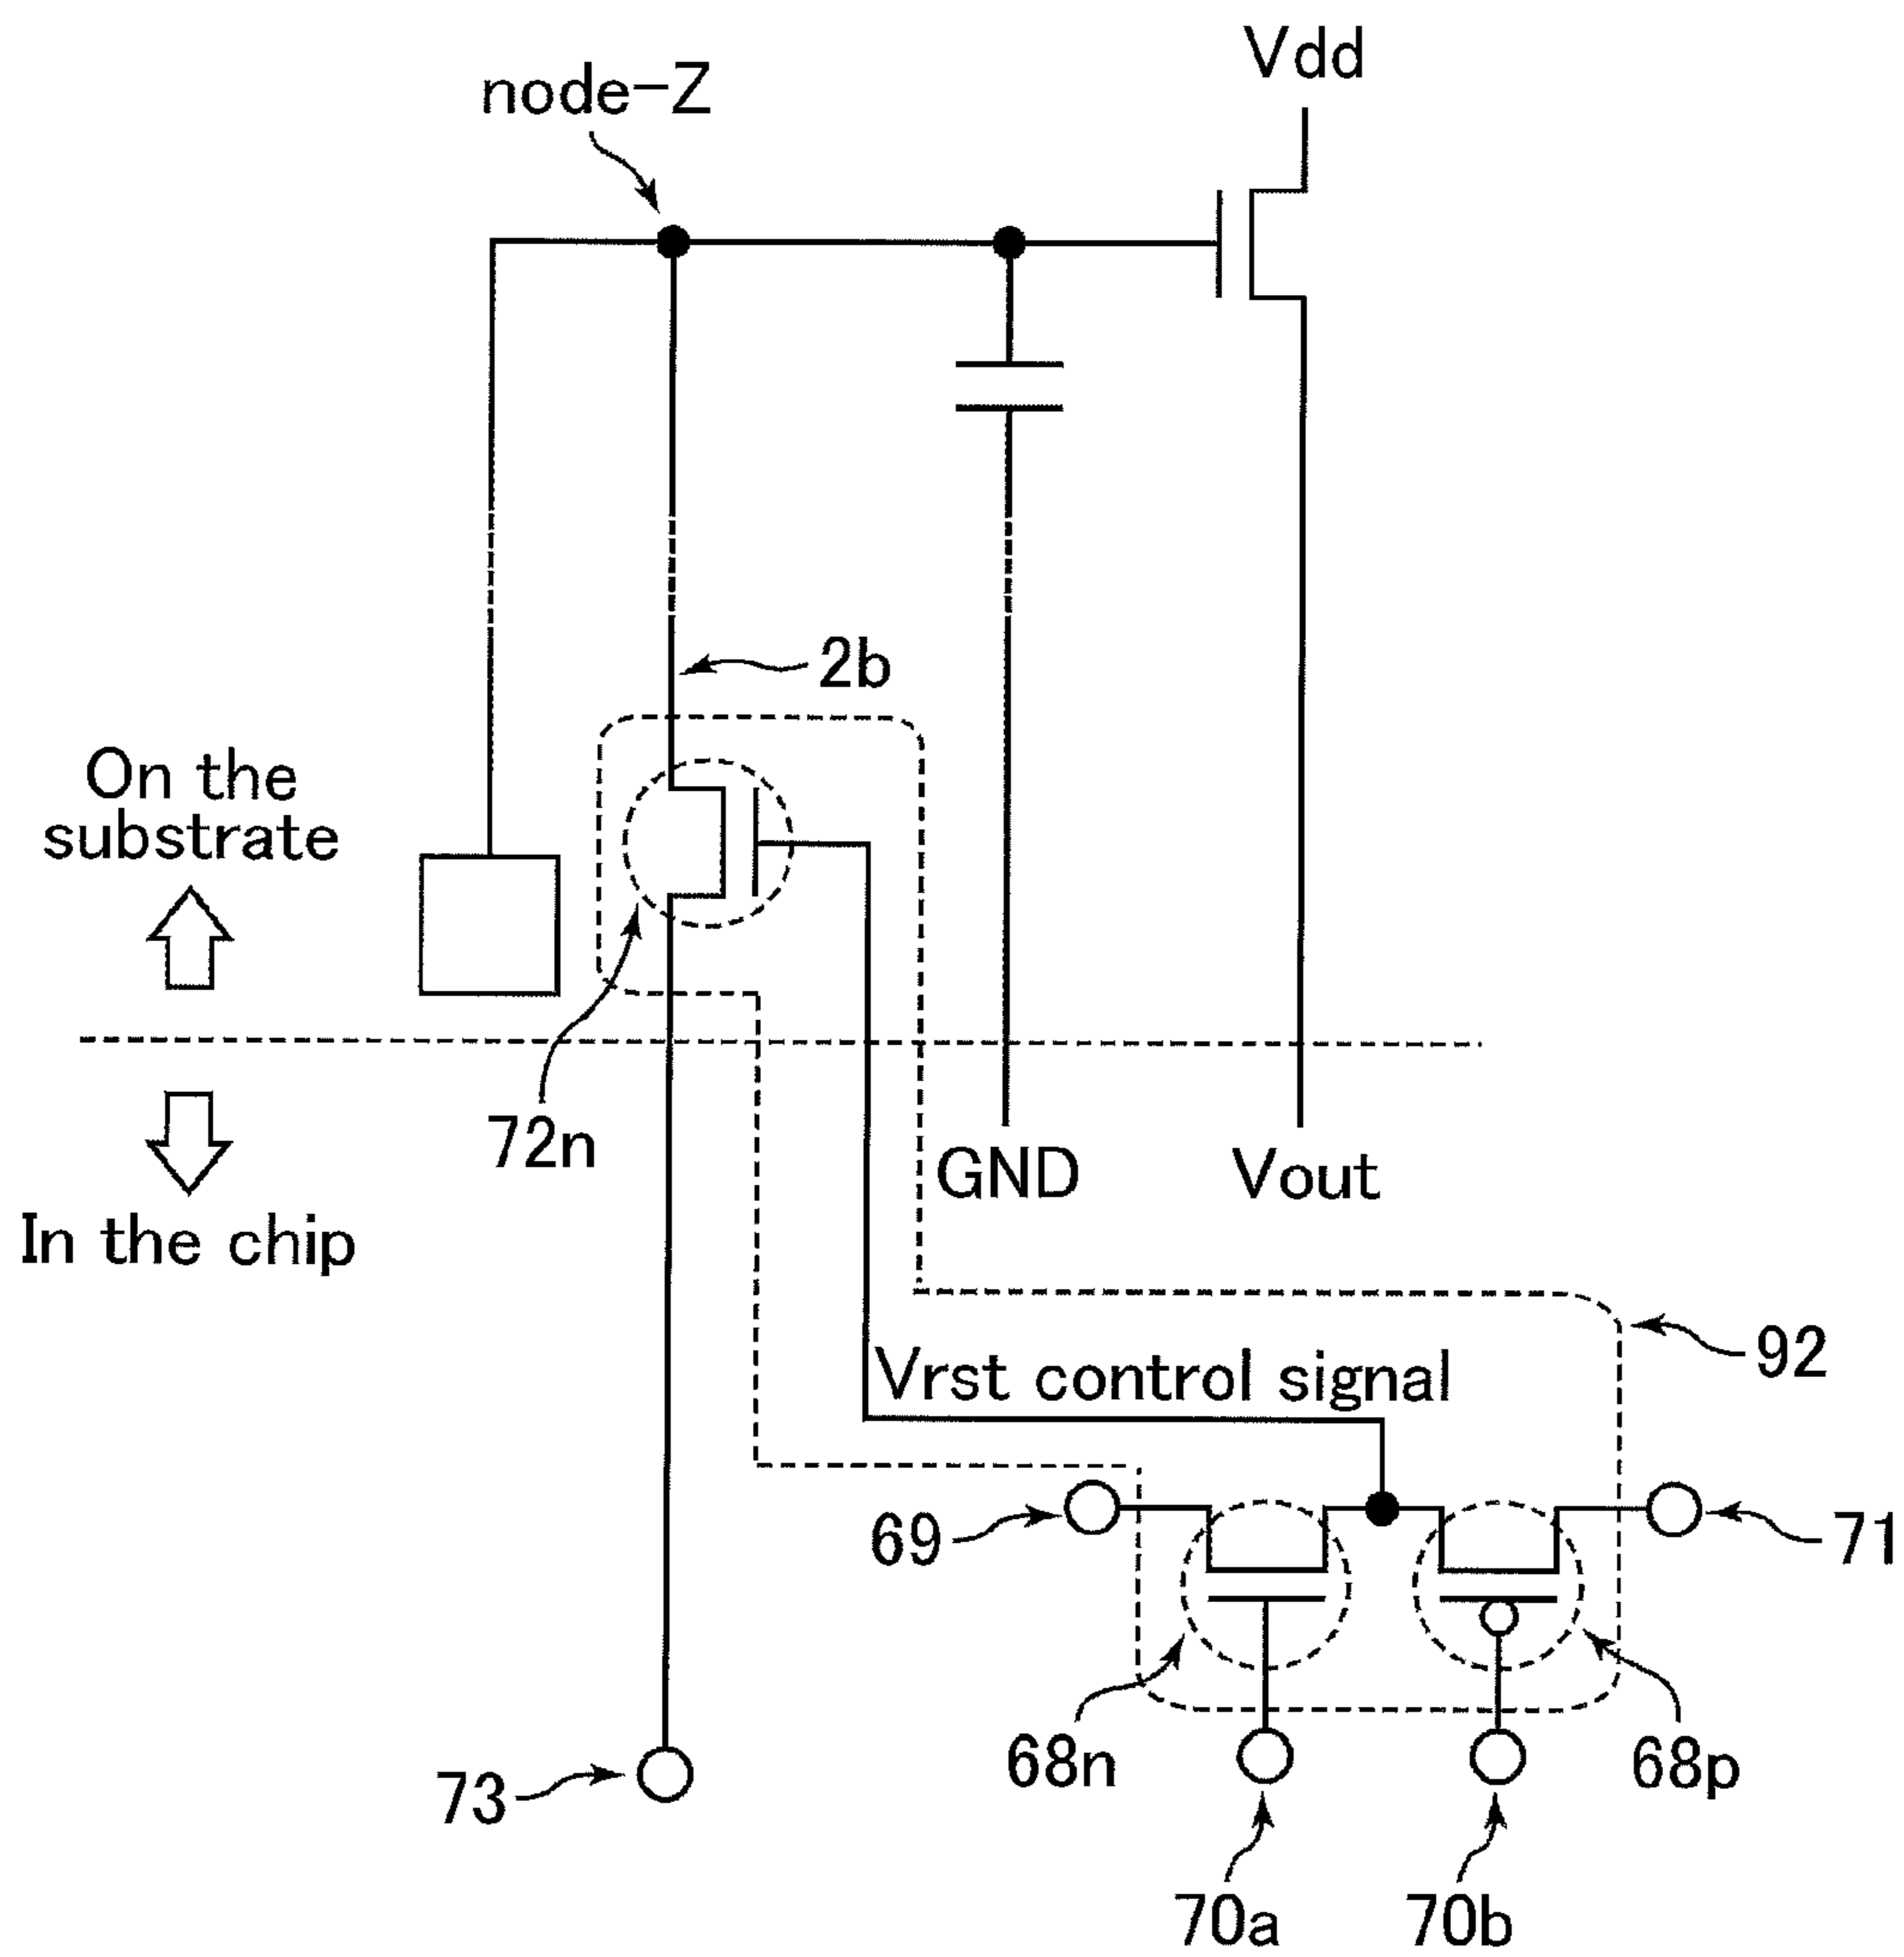 Vdd
node-Z
2b
On the
substrate
72n
GND
Vout
In the chip
92
Vrst control signal
69
71
73
68n
68p
70a
70b